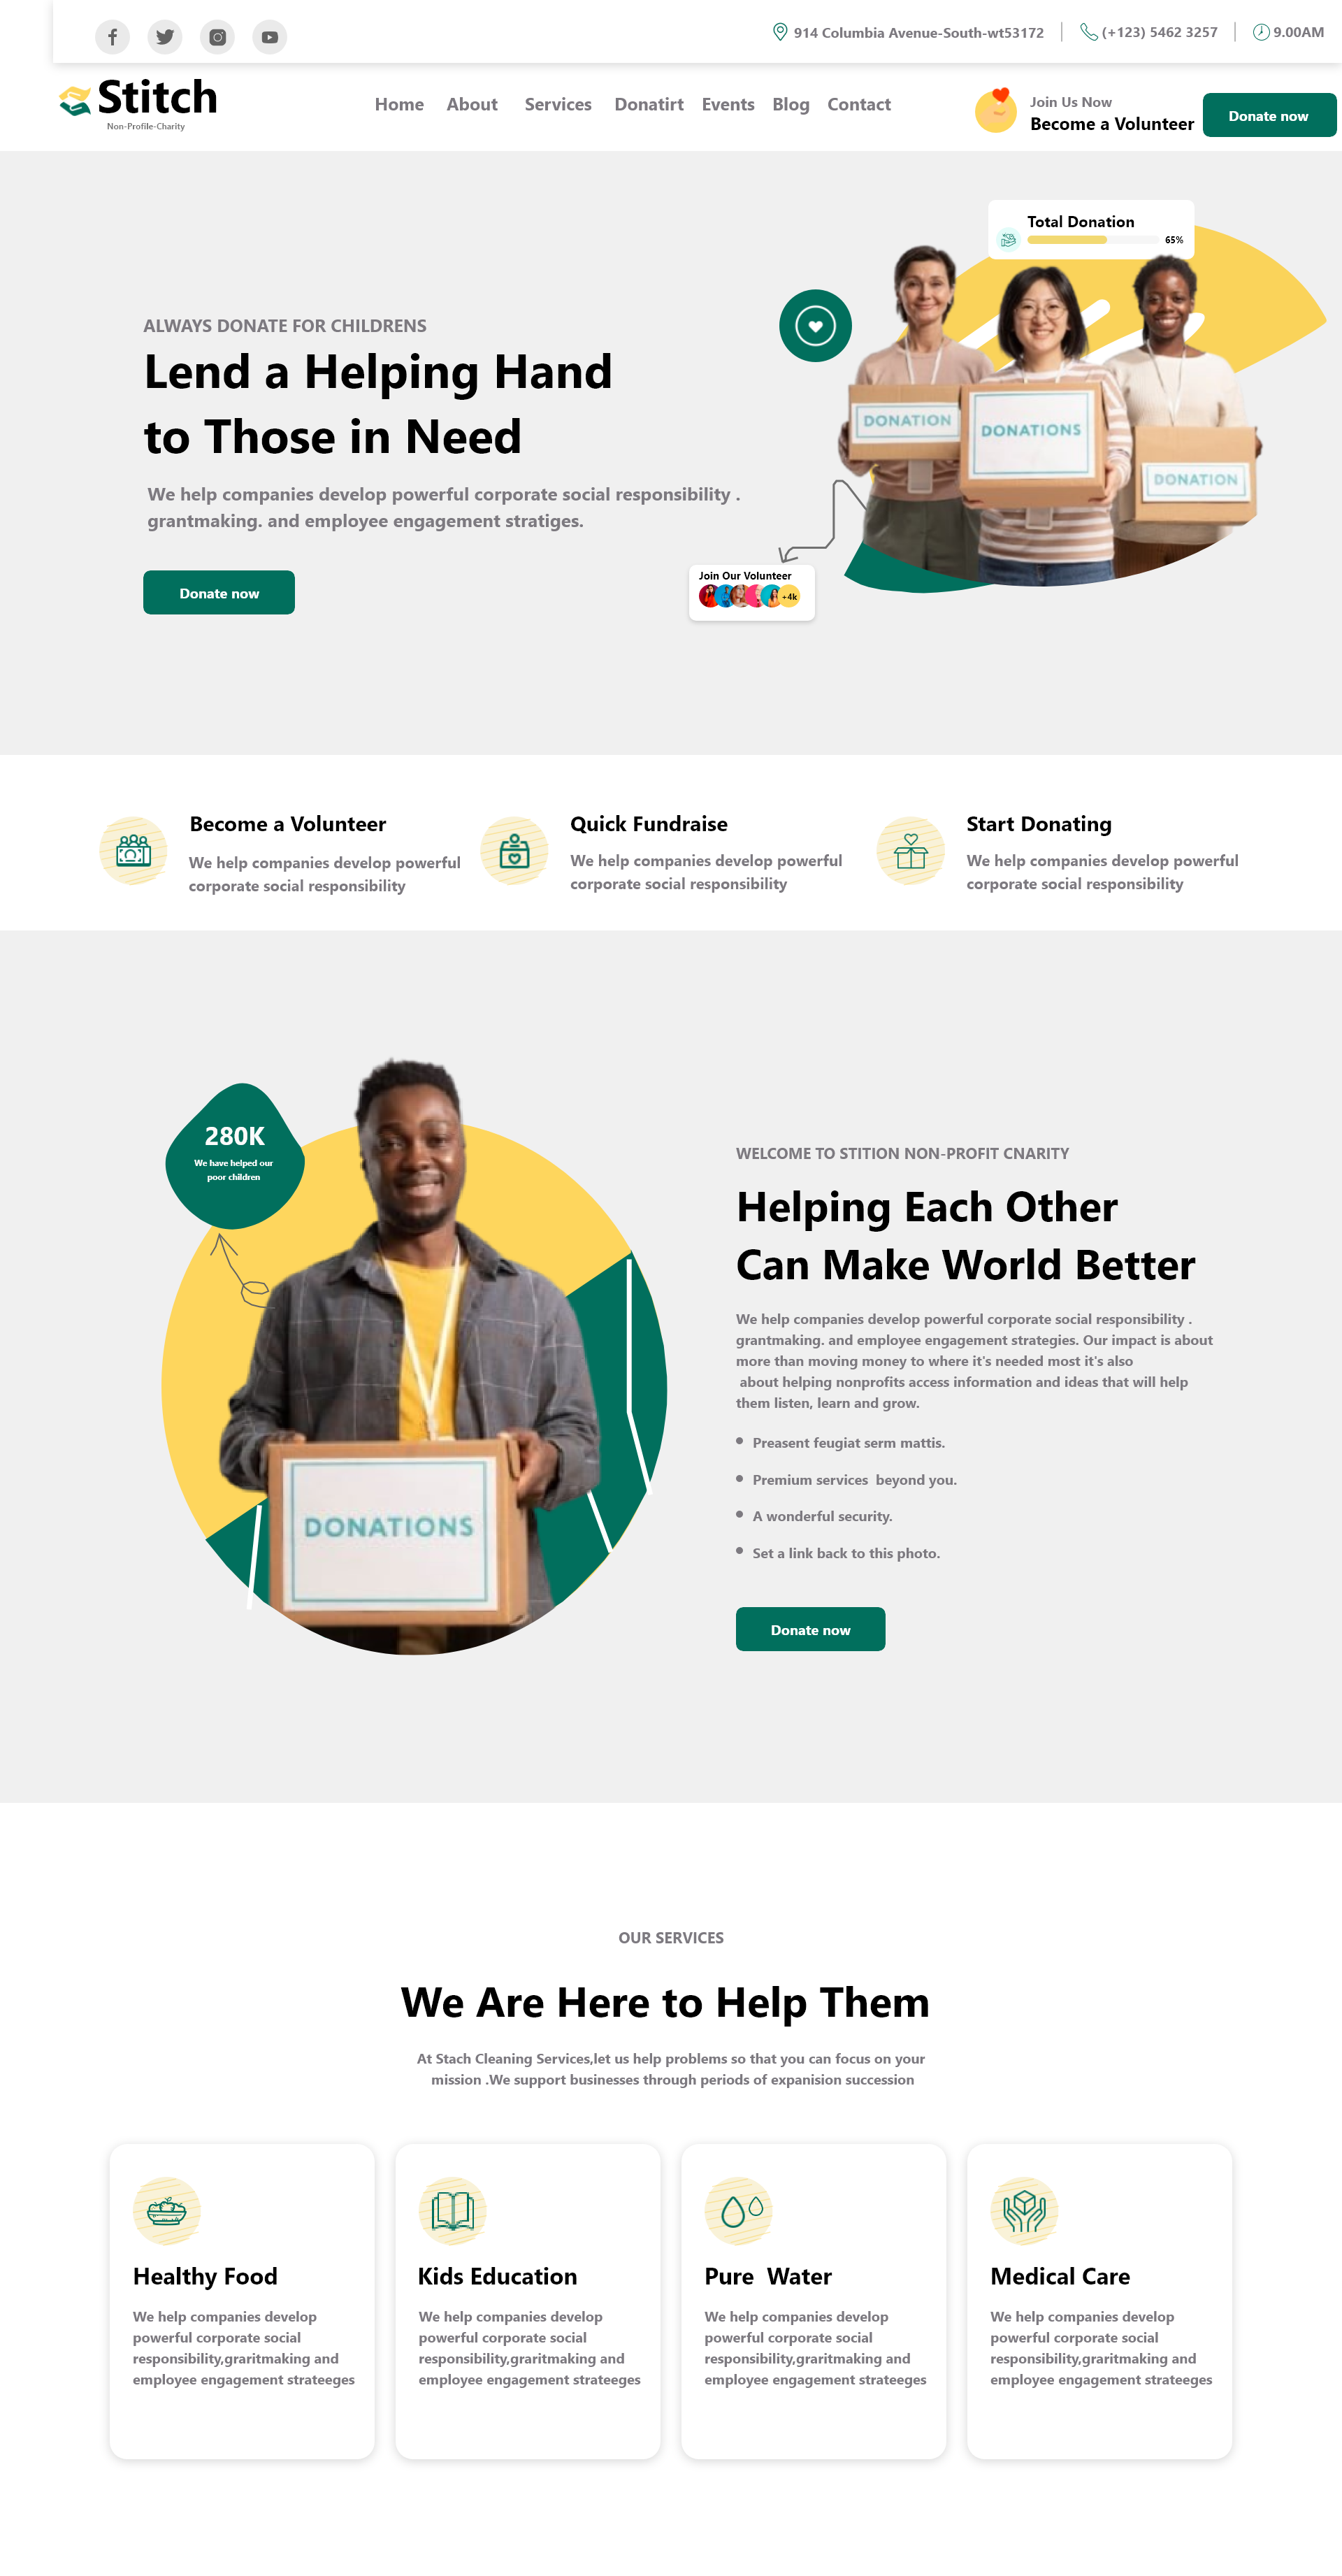 914 Columbia Avenue-South-wt53172
(+123) 5462 3257
9.00AM
Stitch
Non-Profile-Charity
Home About Services Donatirt Events Blog Contact
Join Us Now
Become a Volunteer
Donate now
Total Donation
65%
ALWAYS DONATE FOR CHILDRENS
Lend a Helping Hand
to Those in Need
We help companies develop powerful corporate social responsibility .
grantmaking. and employee engagement stratiges.
Donate now
DONATION
DONATIONS
DONATION
Join Our Volunteer
+4k
Become a Volunteer
We help companies develop powerful
corporate social responsibility
Quick Fundraise
We help companies develop powerful
corporate social responsibility
Start Donating
We help companies develop powerful
corporate social responsibility
280K
We have helped our
poor children
DONATIONS
WELCOME TO STITION NON-PROFIT CNARITY
Helping Each Other
Can Make World Better
We help companies develop powerful corporate social responsibility .
grantmaking. and employee engagement strategies. Our impact is about
more than moving money to where it's needed most it's also
about helping nonprofits access information and ideas that will help
them listen, learn and grow.
Preasent feugiat serm mattis.
Premium services beyond you.
A wonderful security.
Set a link back to this photo.
Donate now
OUR SERVICES
We Are Here to Help Them
At Stach Cleaning Services,let us help problems so that you can focus on your
mission .We support businesses through periods of expanision succession
Healthy Food
We help companies develop
powerful corporate social
responsibility,graritmaking and
employee engagement strateeges
Kids Education
We help companies develop
powerful corporate social
responsibility,graritmaking and
employee engagement strateeges
Pure Water
We help companies develop
powerful corporate social
responsibility,graritmaking and
employee engagement strateeges
Medical Care
We help companies develop
powerful corporate social
responsibility,graritmaking and
employee engagement strateeges